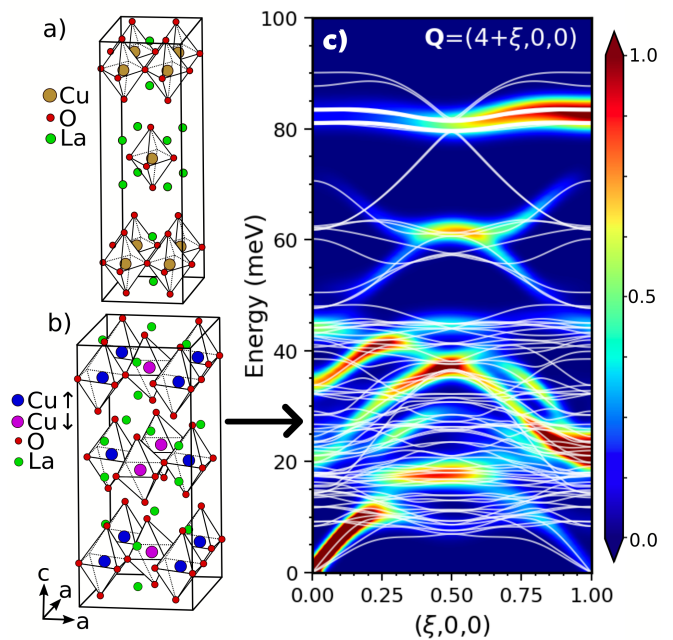 a)
Cu
O
La
b)
Cu↑
Cu↓
O
La
c
a
a
c)
Q=(4+ξ,0,0)
Energy (meV)
100
80
60
40
20
0
0.00
0.25
0.50
0.75
1.00
(ξ,0,0)
1.0
0.5
0.0